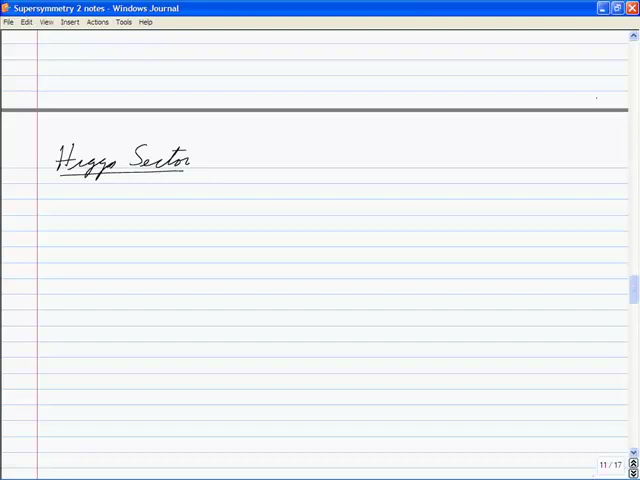 Supersymmetry 2 notes - Windows Journal
File Edit View Insert Actions Tools Help
Higgs Sector
11 / 17